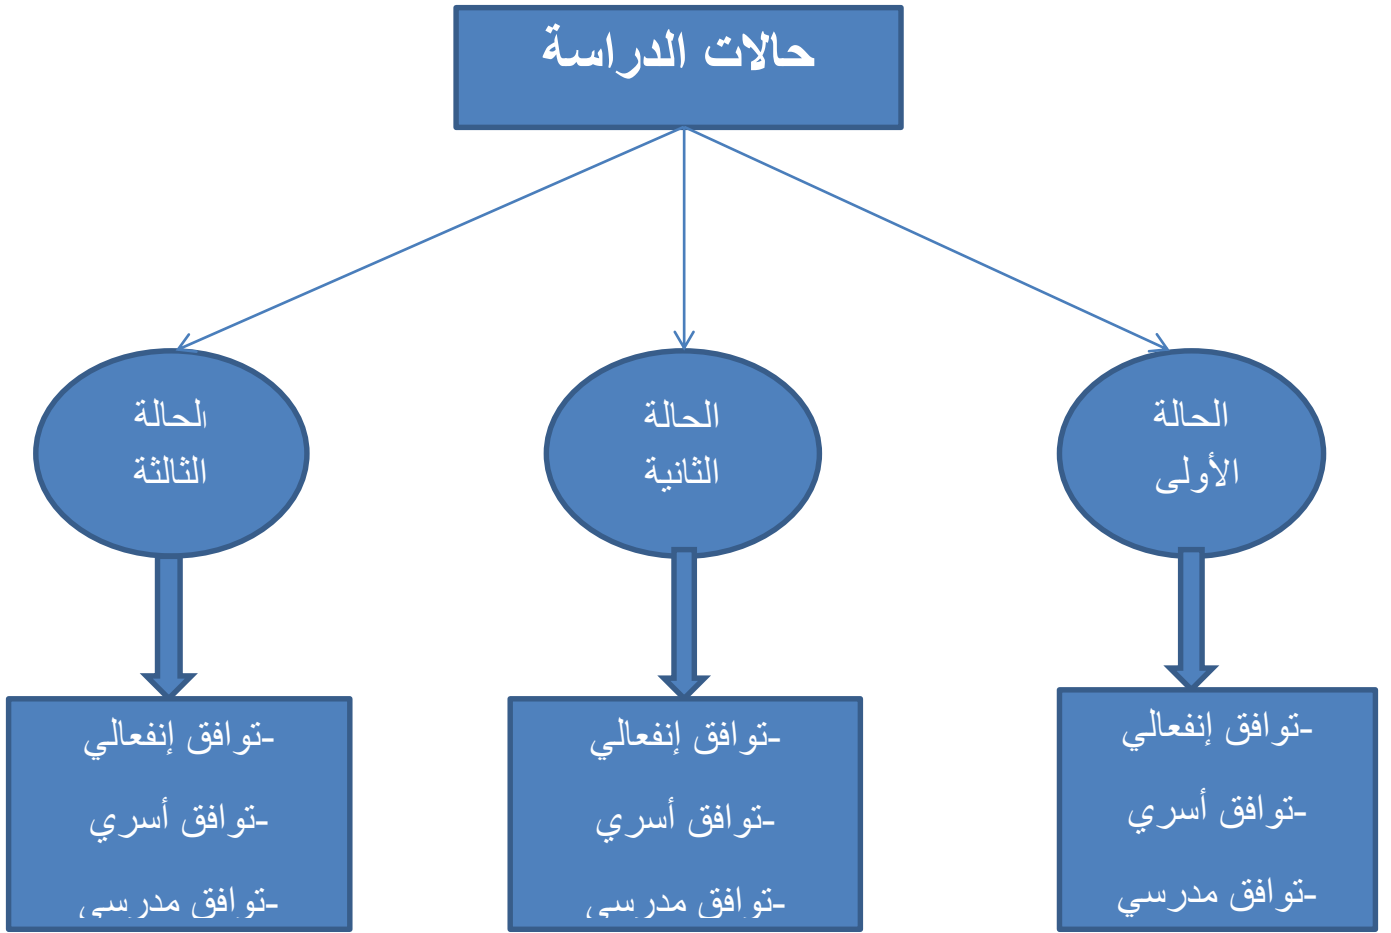 حالات الدراسة
الحالة
الأولى
الحالة
الثانية
الحالة
الثالثة
-توافق إنفعالي
-توافق أسري
-توافق مدرسي
-توافق إنفعالي
-توافق أسري
-توافق مدرسي
-توافق إنفعالي
-توافق أسري
-توافق مدرسي